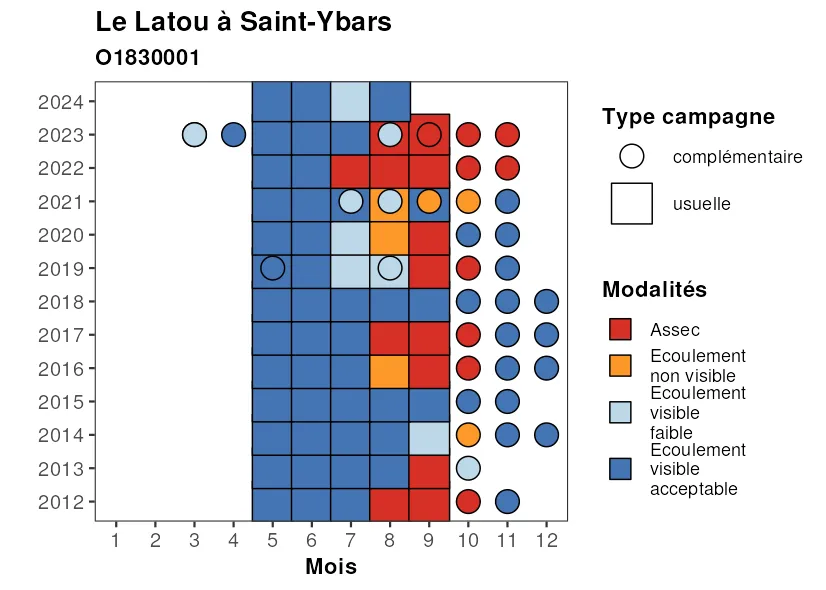 Le Latou à Saint-Ybars
O1830001
2024
2023
2022
2021
2020
2019
2018
2017
2016
2015
2014
2013
2012
1 2 3 4 5 6 7 8 9 10 11 12
Mois
Type campagne
complémentaire
usuelle
Modalités
Assec
Ecoulement
non visible
Ecoulement
visible
faible
Ecoulement
visible
acceptable